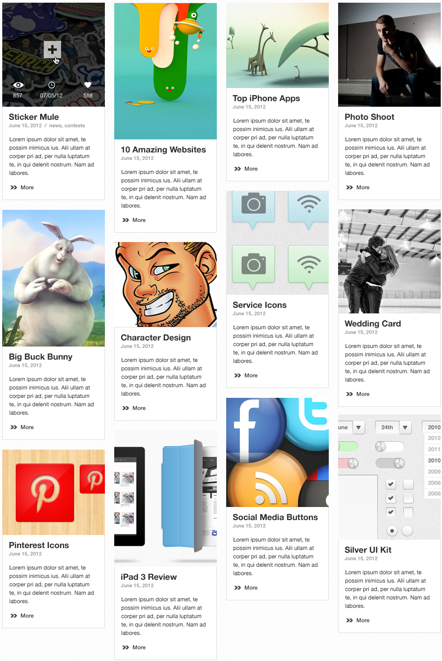 857
07/05/12
598
Sticker Mule
June 15, 2012 / news, contests
Lorem ipsum dolor sit amet, te
possim inimicus ius. Alii ullum at
corper pri ad, per nulla luptatum
te, in qui delenit nostrum. Nam ad
labores.
More
10 Amazing Websites
June 15, 2012
Lorem ipsum dolor sit amet, te
possim inimicus ius. Alii ullam at
corper pri ad, per nulla luptatum
te, in qui delenit nostrum. Nam ad
labores.
More
Top iPhone Apps
June 15, 2012
Lorem ipsum dolor sit amet, te
possim inimicus ius. Alii ullam at
corper pri ad, per nulla luptatum
te, in qui delenit nostrum. Nam ad
labores.
More
Photo Shoot
June 15, 2012
Lorem ipsum dolor sit amet, te
possim inimicus ius. Alii ullam at
corper pri ad, per nulla luptatum
te, in qui delenit nostrum. Nam ad
labores.
More
Big Buck Bunny
June 15, 2012
Lorem ipsum dolor sit amet, te
possim inimicus ius. Alii ullam at
corper pri ad, per nulla luptatum
te, in qui delenit nostrum. Nam ad
labores.
More
Character Design
June 15, 2012
Lorem ipsum dolor sit amet, te
possim inimicus ius. Alii ullam at
corper pri ad, per nulla luptatum
te, in qui delenit nostrum. Nam ad
labores.
More
Service Icons
June 15, 2012
Lorem ipsum dolor sit amet, te
possim inimicus ius. Alii ullam at
corper pri ad, per nulla luptatum
te, in qui delenit nostrum. Nam ad
labores.
More
Wedding Card
June 15, 2012
Lorem ipsum dolor sit amet, te
possim inimicus ius. Alii ullam at
corper pri ad, per nulla luptatum
te, in qui delenit nostrum. Nam ad
labores.
More
Pinterest Icons
June 15, 2012
Lorem ipsum dolor sit amet, te
possim inimicus ius. Alii ullam at
corper pri ad, per nulla luptatum
te, in qui delenit nostrum. Nam ad
labores.
More
iPad 3 Review
June 15, 2012
Lorem ipsum dolor sit amet, te
possim inimicus ius. Alii ullam at
corper pri ad, per nulla luptatum
te, in qui delenit nostrum. Nam ad
labores.
More
Social Media Buttons
June 15, 2012
Lorem ipsum dolor sit amet, te
possim inimicus ius. Alii ullam at
corper pri ad, per nulla luptatum
te, in qui delenit nostrum. Nam ad
labores.
More
une 24th 2010
2012
2011
2010
2009
2008
Silver UI Kit
June 15, 2012
Lorem ipsum dolor sit amet, te
possim inimicus ius. Alii ullam at
corper pri ad, per nulla luptatum
te, in qui delenit nostrum. Nam ad
labores.
More